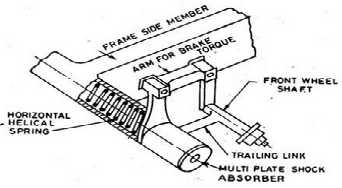 FRAME SIDE MEMBER
ARM FOR BRAKE
TORQUE
FRONT WHEEL
SHAFT
HORIZONTAL
HELICAL
SPRING
TRAILING LINK
MULTI PLATE SHOCK
ABSORBER